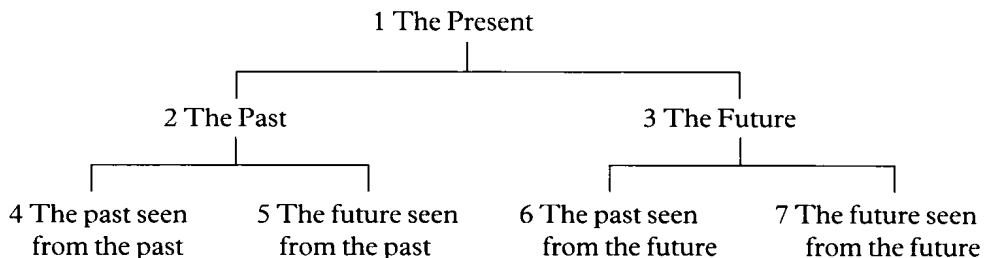 1 The Present
2 The Past
3 The Future
4 The past seen
from the past
5 The future seen
from the past
6 The past seen
from the future
7 The future seen
from the future